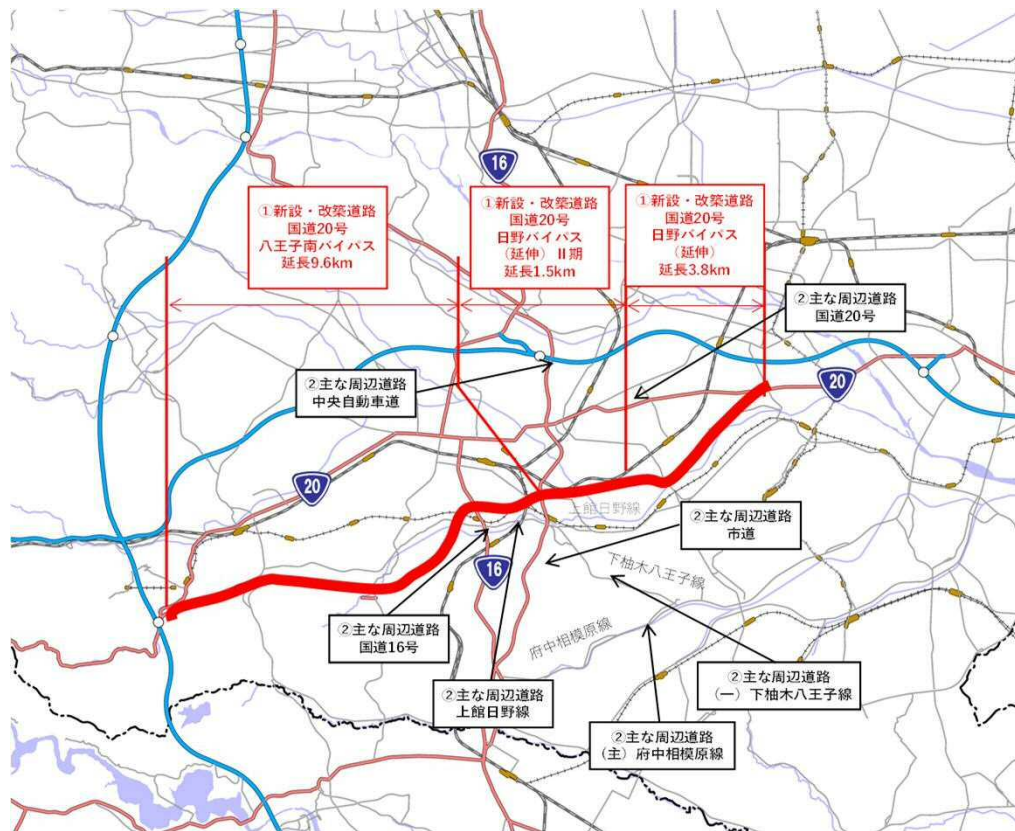 16
①新設・改築道路
国道20号
八王子南バイパス
延長9.6km
①新設・改築道路
国道20号
日野バイパス
(延伸)Ⅱ期
延長1.5km
①新設・改築道路
国道20号
日野バイパス
(延伸)
延長3.8km
②主な周辺道路
国道20号
②主な周辺道路
中央自動車道
20
20
上館日野線
②主な周辺道路
市道
16
下柚木八王子線
②主な周辺道路
国道16号
府中相模原線
②主な周辺道路
(一)下柚木八王子線
②主な周辺道路
上館日野線
②主な周辺道路
(主)府中相模原線